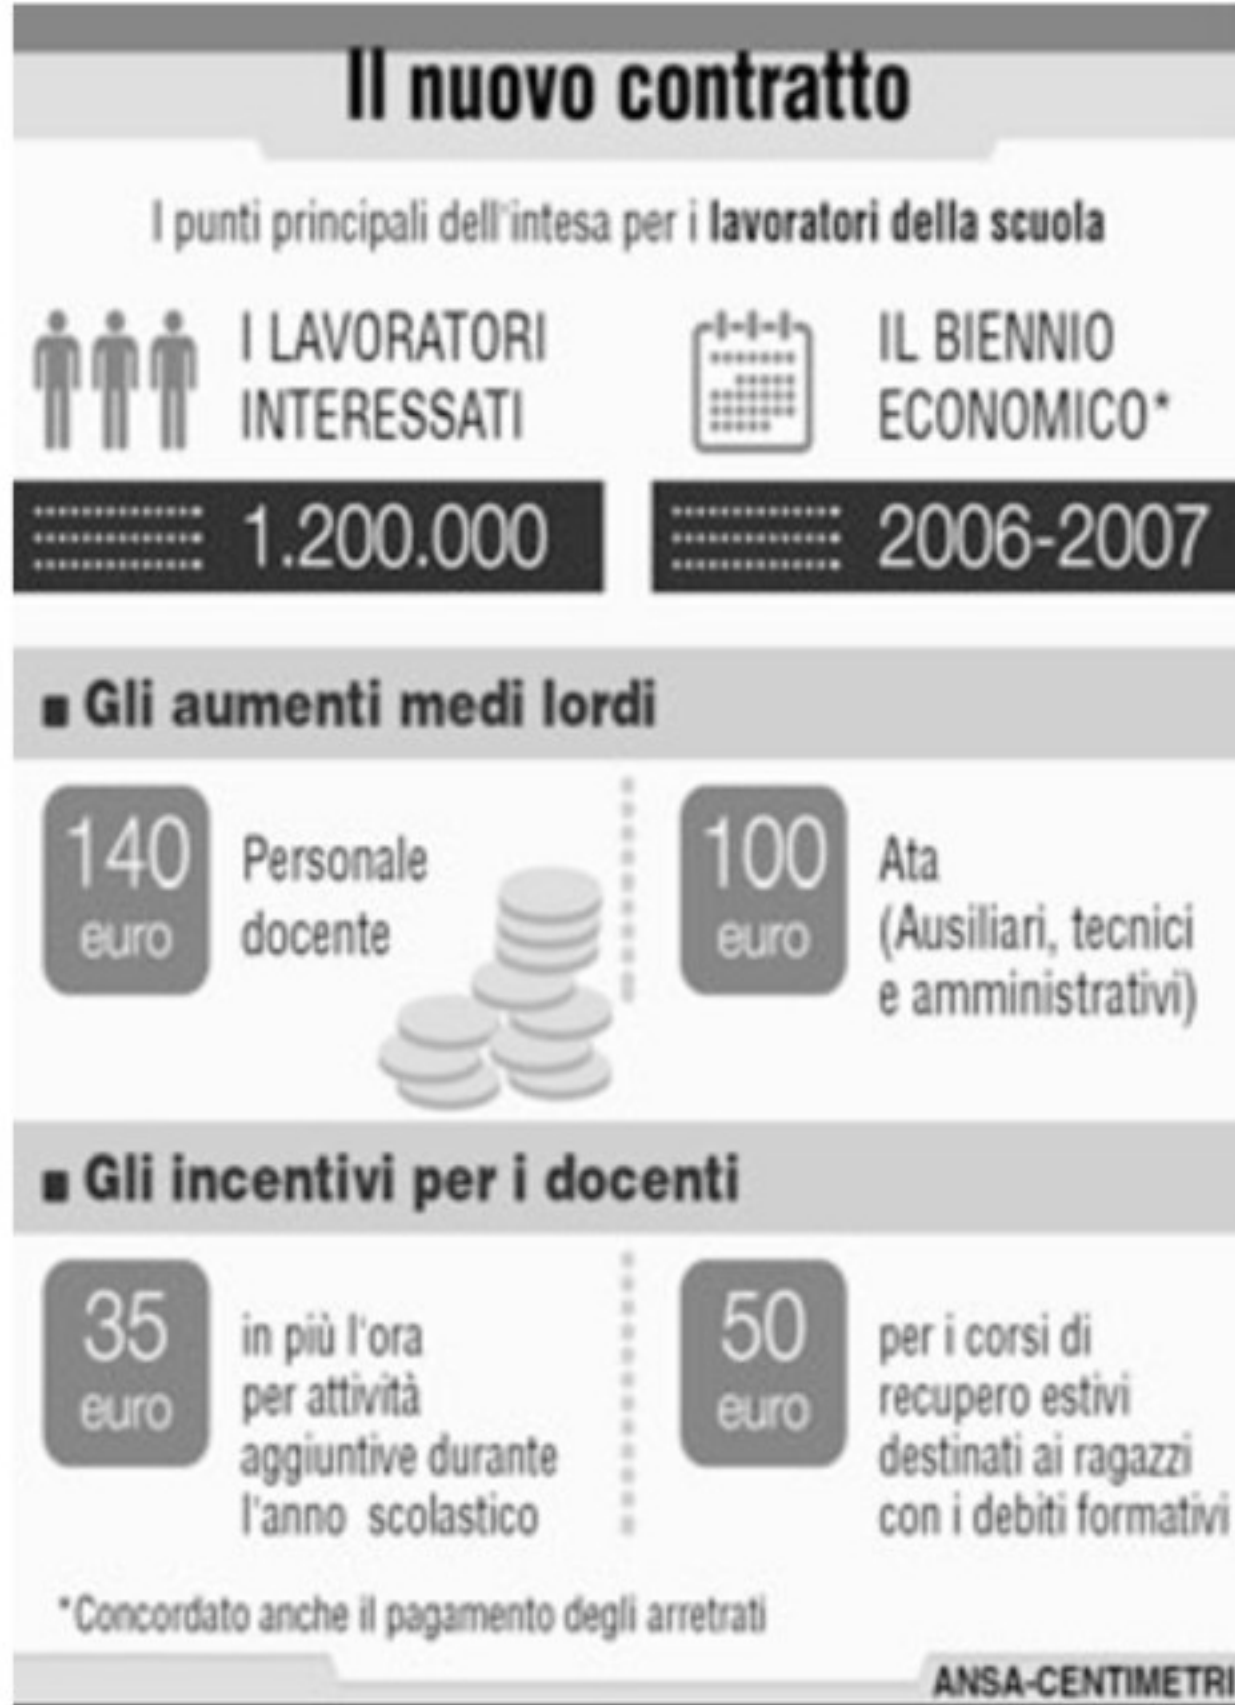 Il nuovo contratto
I punti principali dell'intesa per i lavoratori della scuola
I LAVORATORI
INTERESSATI
1.200.000
IL BIENNIO
ECONOMICO*
2006-2007
Gli aumenti medi lordi
140
euro
Personale
docente
100
euro
Ata
(Ausiliari, tecnici
e amministrativi)
Gli incentivi per i docenti
35
euro
in più l'ora
per attività
aggiuntive durante
l'anno scolastico
50
euro
per i corsi di
recupero estivi
destinati ai ragazzi
con i debiti formativi
*Concordato anche il pagamento degli arretrati
ANSA-CENTIMETRI